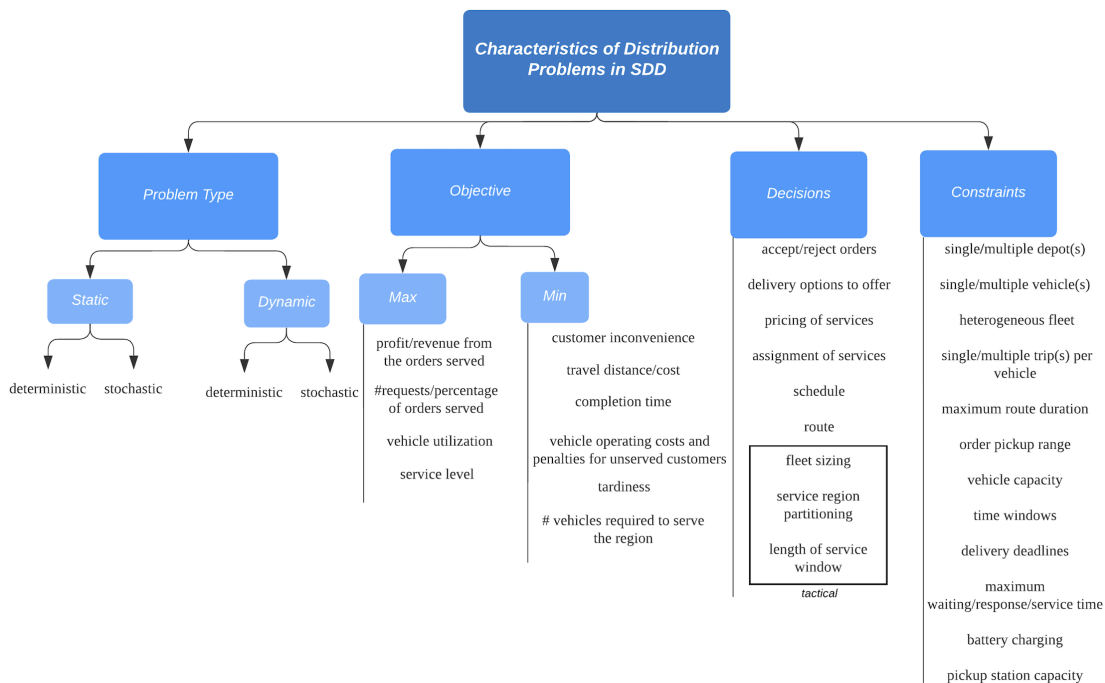 Characteristics of Distribution
Problems in SDD
Problem Type
Static
deterministic
stochastic
Dynamic
deterministic
stochastic
Objective
Max
profit/revenue from
the orders served
#requests/percentage
of orders served
vehicle utilization
service level
Min
customer inconvenience
travel distance/cost
completion time
vehicle operating costs and
penalties for unserved customers
tardiness
# vehicles required to serve
the region
Decisions
accept/reject orders
delivery options to offer
pricing of services
assignment of services
schedule
route
fleet sizing
service region
partitioning
length of service
window
tactical
Constraints
single/multiple depot(s)
single/multiple vehicle(s)
heterogeneous fleet
single/multiple trip(s) per
vehicle
maximum route duration
order pickup range
vehicle capacity
time windows
delivery deadlines
maximum
waiting/response/service time
battery charging
pickup station capacity